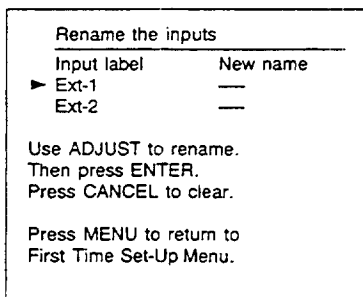 Rename the inputs
Input label New name
► Ext-1 —
Ext-2 —
Use ADJUST to rename.
Then press ENTER.
Press CANCEL to clear.
Press MENU to return to
First Time Set-Up Menu.